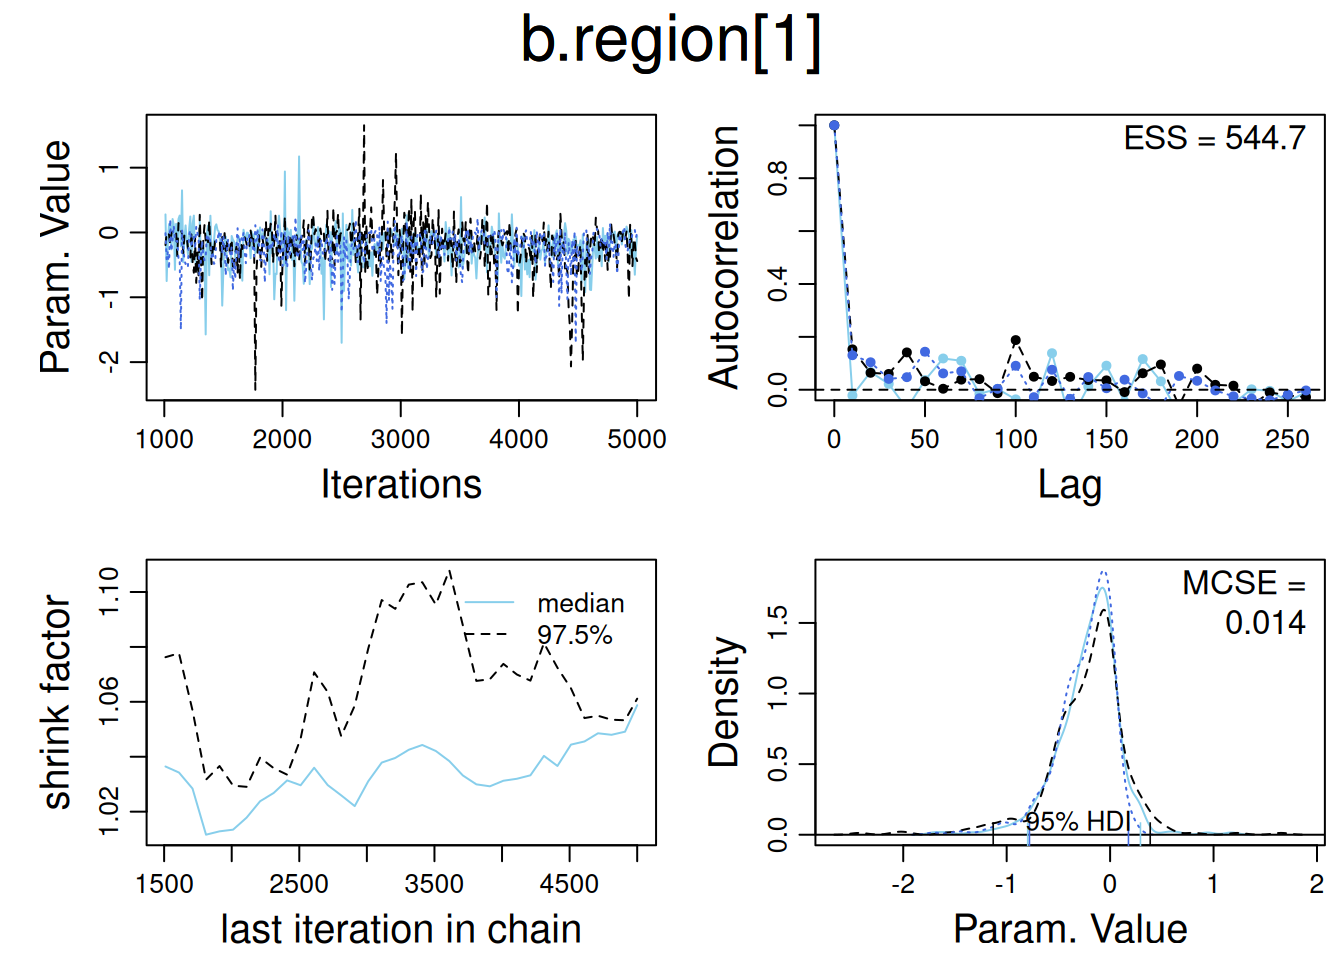 b.region[1]
Param. Value
1
0
-1
-2
1000 2000 3000 4000 5000
Iterations
Autocorrelation
0.8
0.4
0.0
ESS = 544.7
0 50 100 150 200 250
Lag
shrink factor
1.10
1.06
1.02
median
97.5%
1500 2500 3500 4500
last iteration in chain
Density
1.5
1.0
0.5
0.0
MCSE =
0.014
95% HDI
-2 -1 0 1 2
Param. Value